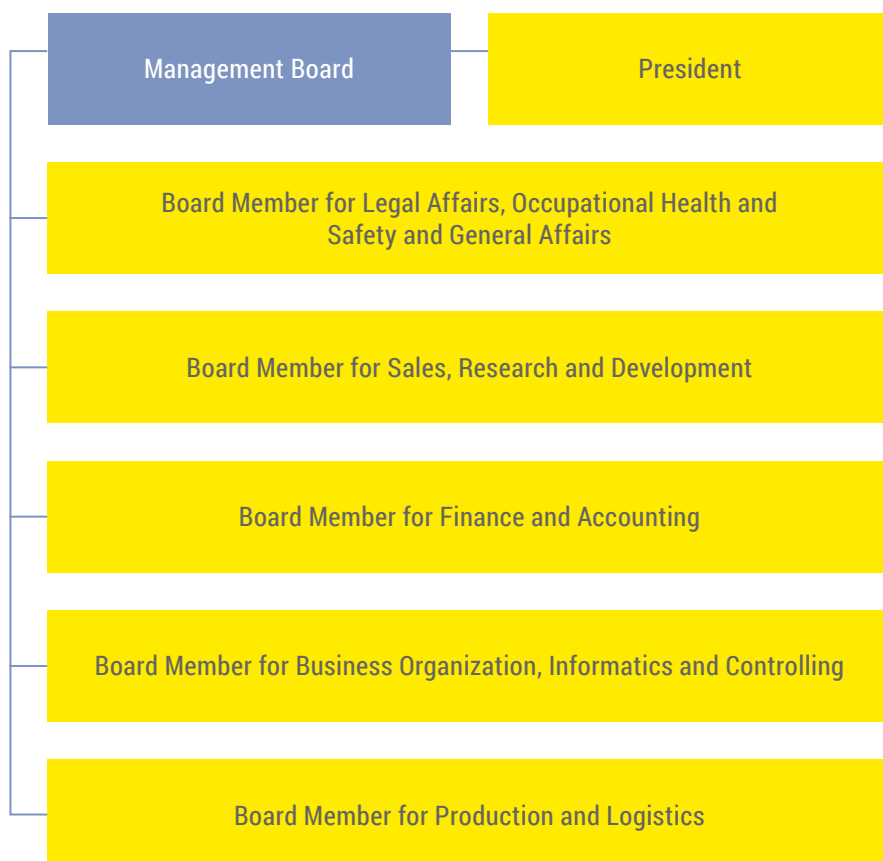 Management Board
President
Board Member for Legal Affairs, Occupational Health and
Safety and General Affairs
Board Member for Sales, Research and Development
Board Member for Finance and Accounting
Board Member for Business Organization, Informatics and Controlling
Board Member for Production and Logistics